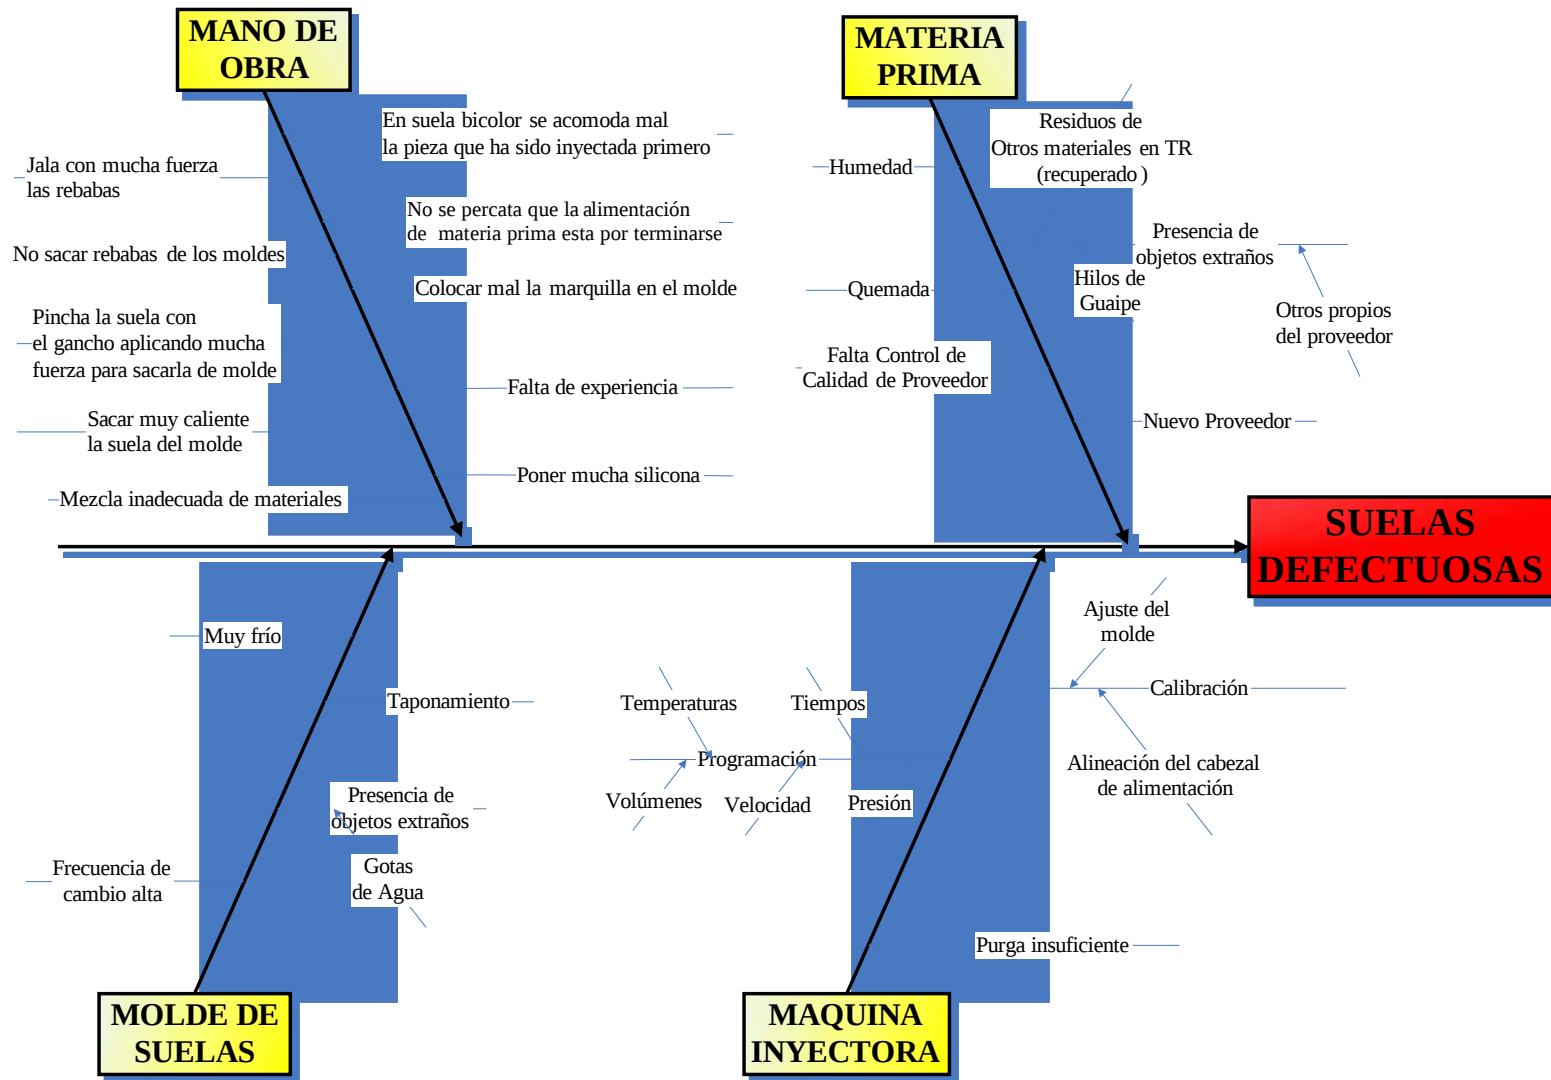 MANO DE
OBRA
En suela bicolor se acomoda mal
la pieza que ha sido inyectada primero
Jala con mucha fuerza
las rebabas
No se percata que la alimentación
de materia prima esta por terminarse
No sacar rebabas de los moldes
Colocar mal la marquilla en el molde
Pincha la suela con
el gancho aplicando mucha
fuerza para sacarla de molde
Falta de experiencia
Sacar muy caliente
la suela del molde
Poner mucha silicona
Mezcla inadecuada de materiales
MATERIA
PRIMA
Residuos de
Otros materiales en TR
(recuperado)
Humedad
Presencia de
objetos extraños
Hilos de
Guaipe
Quemada
Otros propios
del proveedor
Falta Control de
Calidad de Proveedor
Nuevo Proveedor
SUELAS
DEFECTUOSAS
Muy frío
Taponamiento
Presencia de
objetos extraños
Gotas
de Agua
Frecuencia de
cambio alta
MOLDE DE
SUELAS
Ajuste del
molde
Calibración
Temperaturas
Tiempos
Programación
Alineación del cabezal
de alimentación
Volúmenes
Velocidad
Presión
Purga insuficiente
MAQUINA
INYECTORA